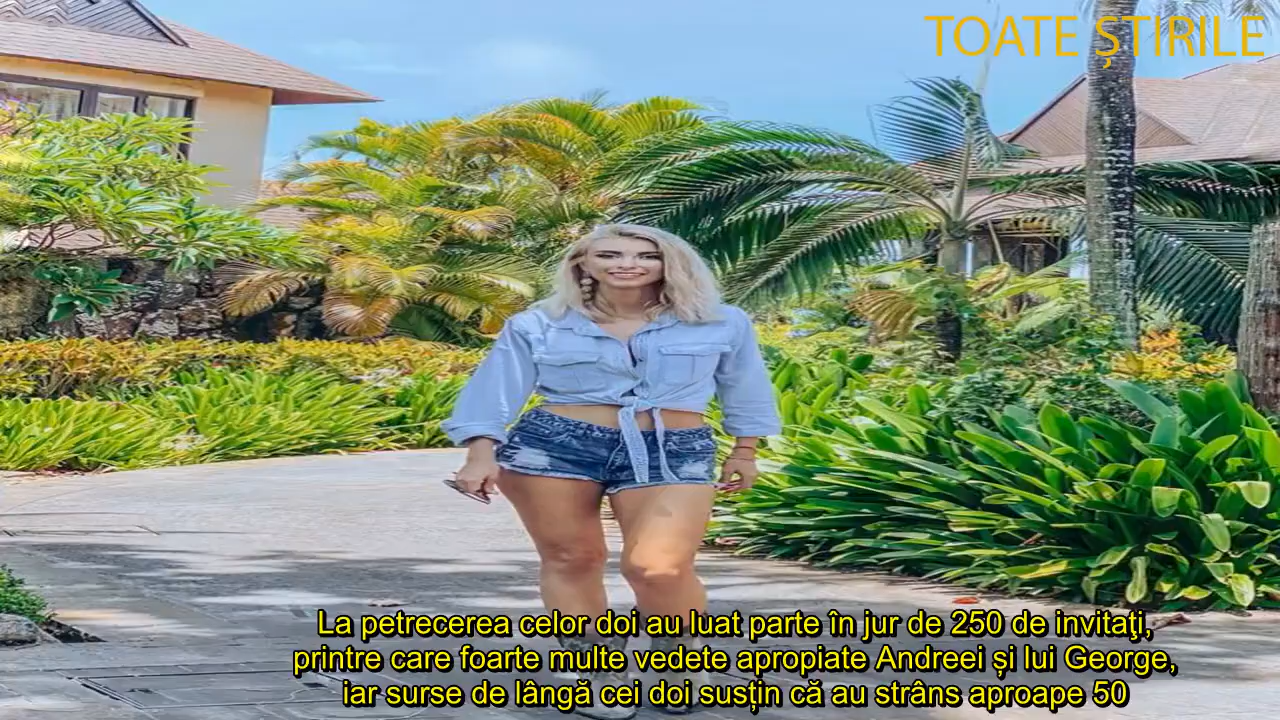 TOATE ȘTIRILE
La petrecerea celor doi au luat parte în jur de 250 de invitaţi,
printre care foarte multe vedete apropiate Andreei și lui George,
iar surse de lângă cei doi susțin că au strâns aproape 50